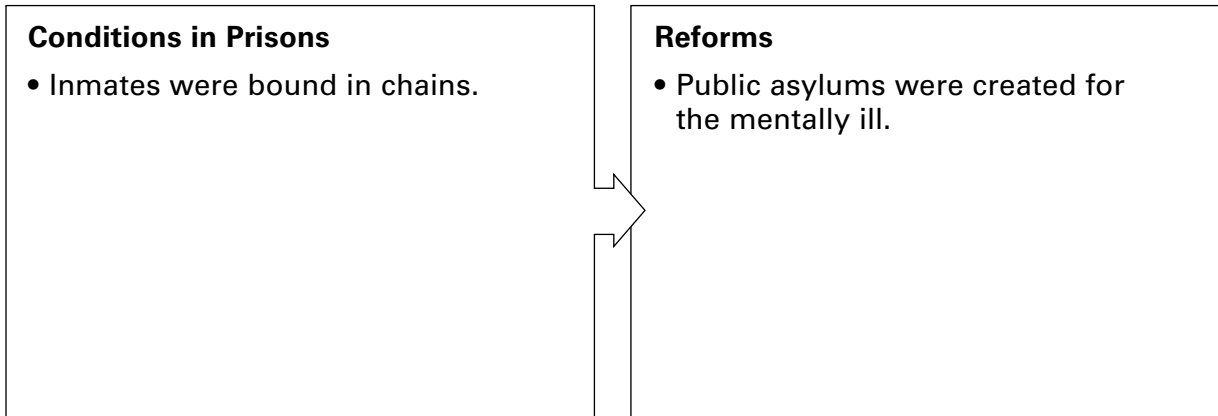 Conditions in Prisons
• Inmates were bound in chains.
Reforms
• Public asylums were created for
the mentally ill.